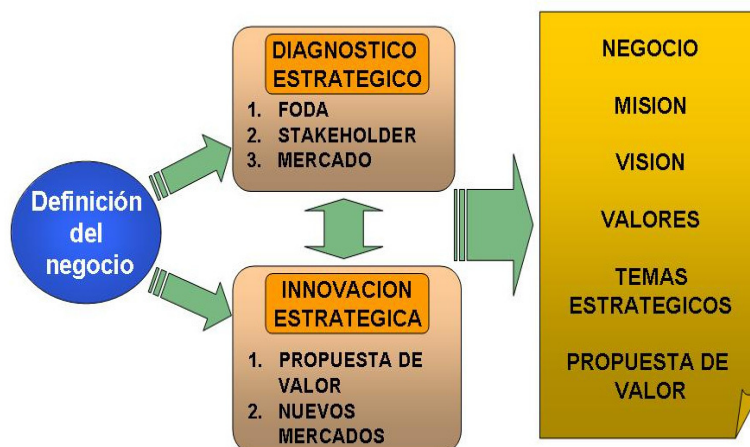 Definición
del
negocio
DIAGNOSTICO
ESTRATEGICO
1. FODA
2. STAKEHOLDER
3. MERCADO
INNOVACION
ESTRATEGICA
1. PROPUESTA DE
VALOR
2. NUEVOS
MERCADOS
NEGOCIO
MISION
VISION
VALORES
TEMAS
ESTRATEGICOS
PROPUESTA DE
VALOR